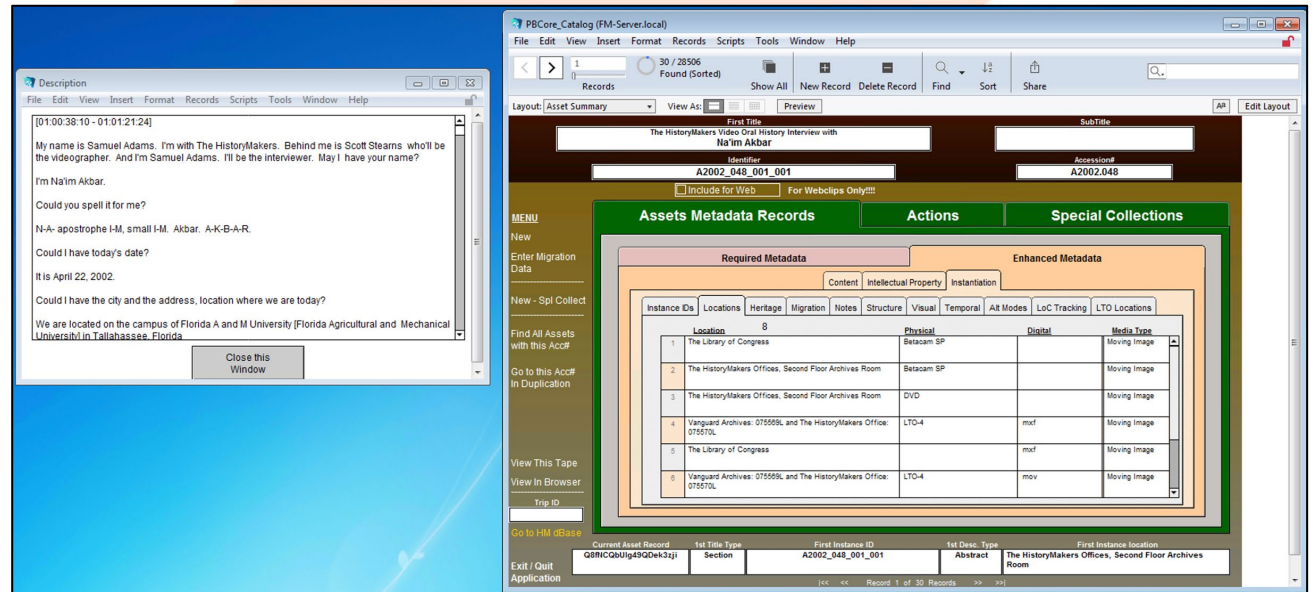 Description
File Edit View Insert Format Records Scripts Tools Window Help
[01:00:38:10 - 01:01:21:24]
My name is Samuel Adams. I'm with The HistoryMakers. Behind me is Scott Stearns who'll be
the videographer. And I'm Samuel Adams. I'll be the interviewer. May I have your name?
I'm Na'im Akbar.
Could you spell it for me?
N-A- apostrophe I-M, small I-M. Akbar. A-K-B-A-R.
Could I have today's date?
It is April 22, 2002.
Could I have the city and the address, location where we are today?
We are located on the campus of Florida A and M University [Florida Agricultural and Mechanical
University] in Tallahassee, Florida
Close this
Window
PBCore_Catalog (FM-Server.local)
File Edit View Insert Format Records Scripts Tools Window Help
1
30 / 28506
Found (Sorted)
Records
Show All New Record Delete Record Find Sort Share
Layout: Asset Summary View As: Preview Aa Edit Layout
First Title SubTitle
The HistoryMakers Video Oral History Interview with
Na'im Akbar
Identifier Accession#
A2002_048_001_001 A2002.048
Include for Web For Webclips Only!!!!
MENU
New
Enter Migration
Data
New - Spl Collect
Find All Assets
with this Acc#
Go to this Acc#
In Duplication
View This Tape
View In Browser
Trip ID
Go to HM dBase
Exit / Quit
Application
Assets Metadata Records Actions Special Collections
Required Metadata Enhanced Metadata
Content Intellectual Property Instantiation
Instance IDs Locations Heritage Migration Notes Structure Visual Temporal Alt Modes LoC Tracking LTO Locations
Location 8 Physical Digital Media Type
1 The Library of Congress Betacam SP Moving Image
2 The HistoryMakers Offices, Second Floor Archives Room Betacam SP Moving Image
3 The HistoryMakers Offices, Second Floor Archives Room DVD Moving Image
4 Vanguard Archives: 075569L and The HistoryMakers Office: LTO-4 mxf Moving Image
075570L
5 The Library of Congress mxf Moving Image
6 Vanguard Archives: 075569L and The HistoryMakers Office: LTO-4 mov Moving Image
075570L
Current Asset Record 1st Title Type First Instance ID 1st Desc. Type First Instance location
Q8fNCQbUIg49QDek3zji Section A2002_048_001_001 Abstract The HistoryMakers Offices, Second Floor Archives
Room
|<< << Record 1 of 30 Records >> >>|